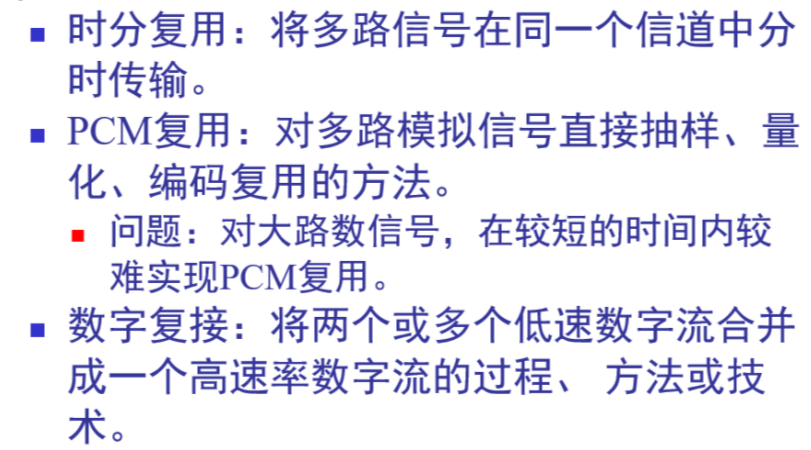 时分复用：将多路信号在同一个信道中分
时传输。
PCM复用：对多路模拟信号直接抽样、量
化、编码复用的方法。
问题：对大路数信号，在较短的时间内较
难实现PCM复用。
数字复接：将两个或多个低速数字流合并
成一个高速率数字流的过程、 方法或技
术。